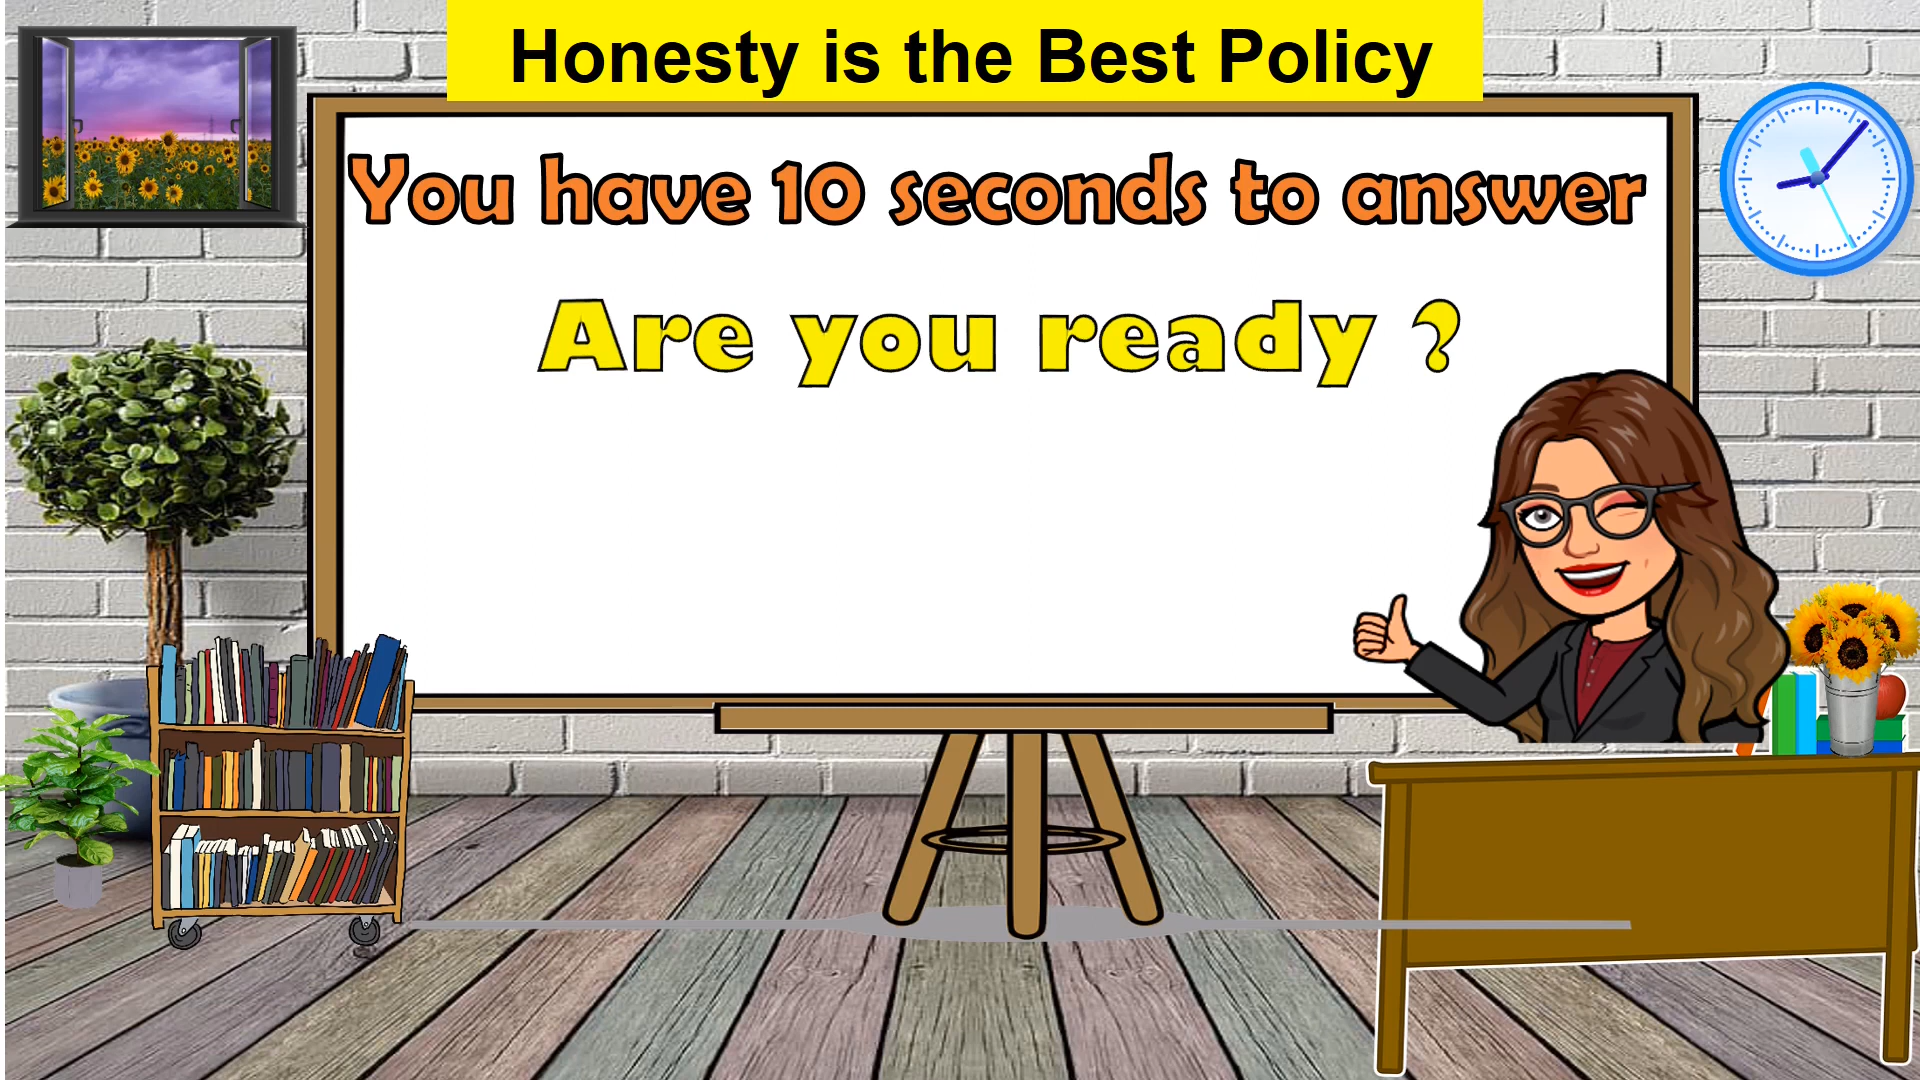 Honesty is the Best Policy
You have 10 seconds to answer
Are you ready ?